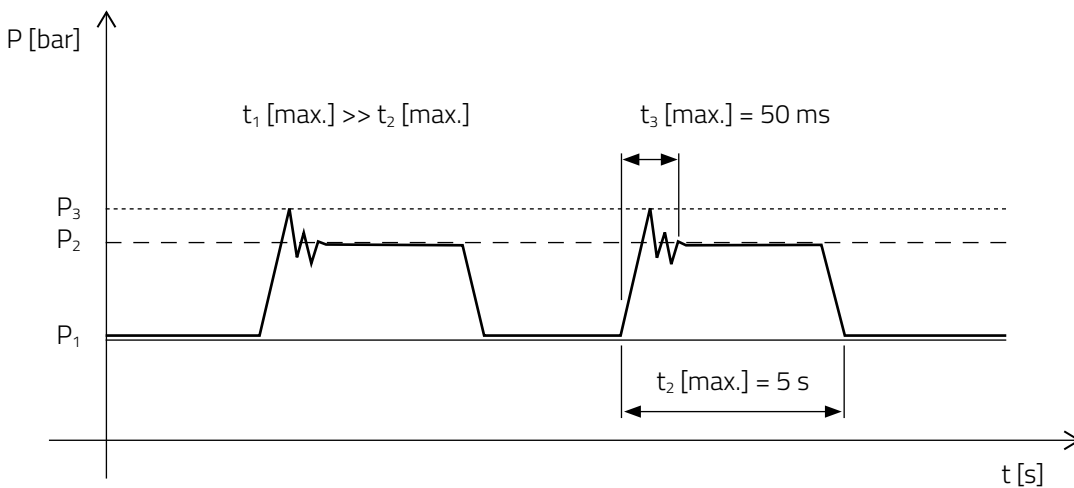 P [bar]
t₁ [max.] >> t₂ [max.]
t₃ [max.] = 50 ms
P₃
P₂
P₁
t₂ [max.] = 5 s
t [s]